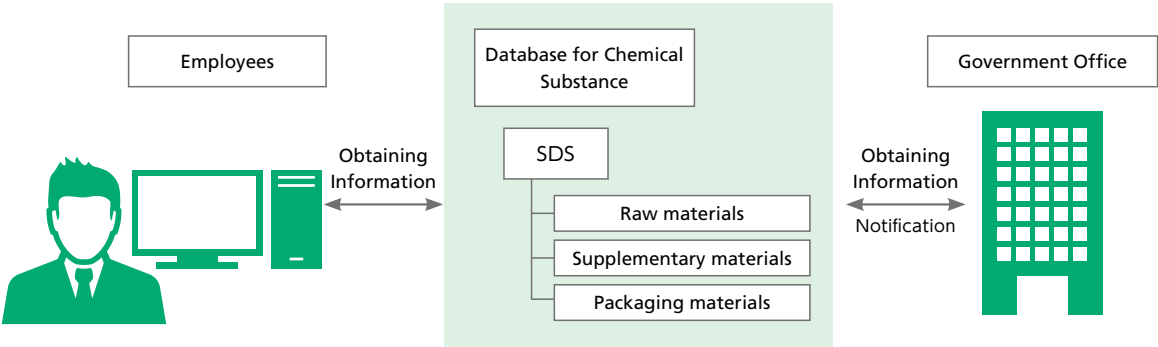 Employees
Obtaining
Information
Database for Chemical
Substance
SDS
Raw materials
Supplementary materials
Packaging materials
Obtaining
Information
Notification
Government Office